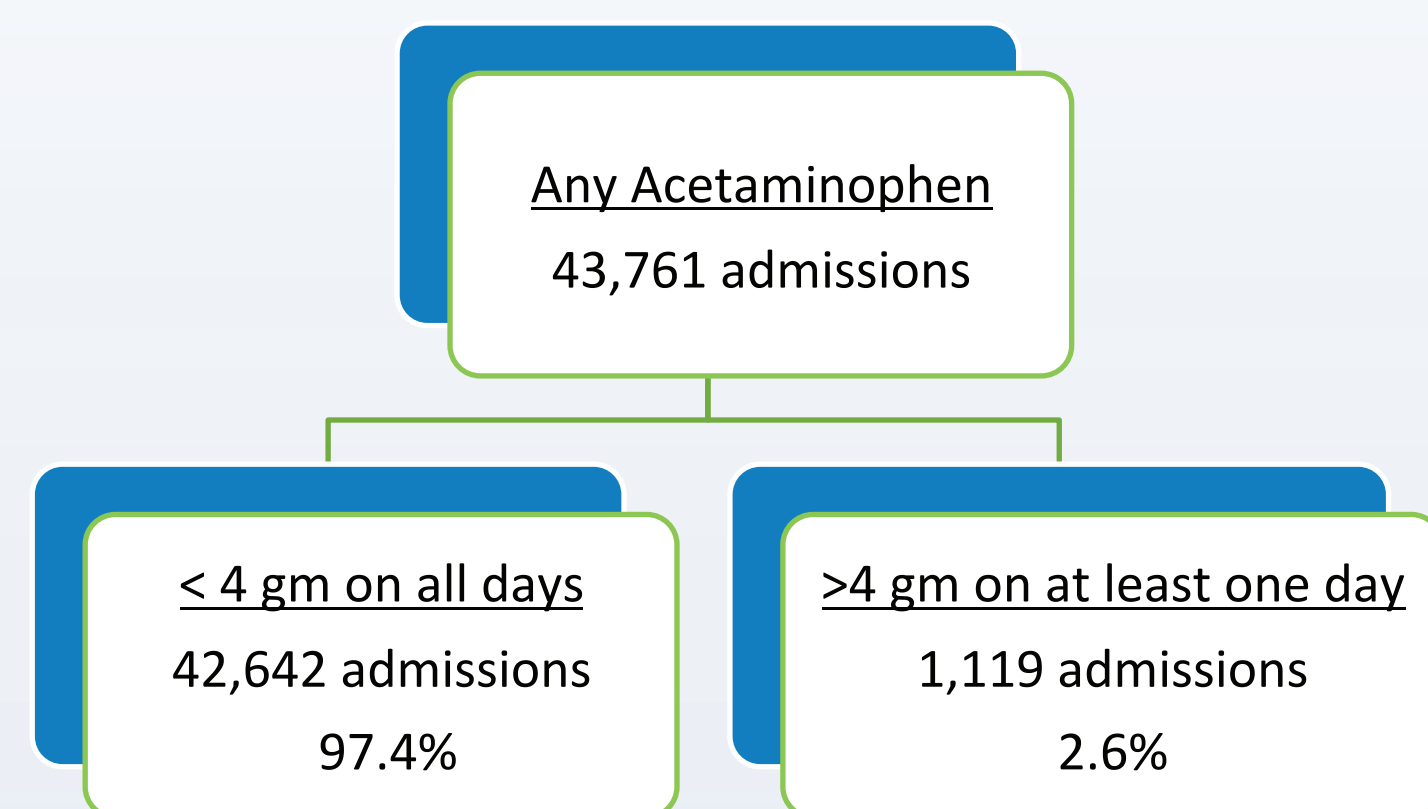 Any Acetaminophen
43,761 admissions
< 4 gm on all days
42,642 admissions
97.4%
>4 gm on at least one day
1,119 admissions
2.6%